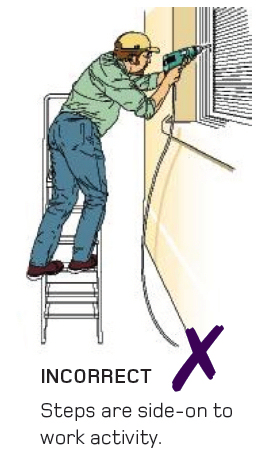 INCORRECT
Steps are side-on to
work activity.